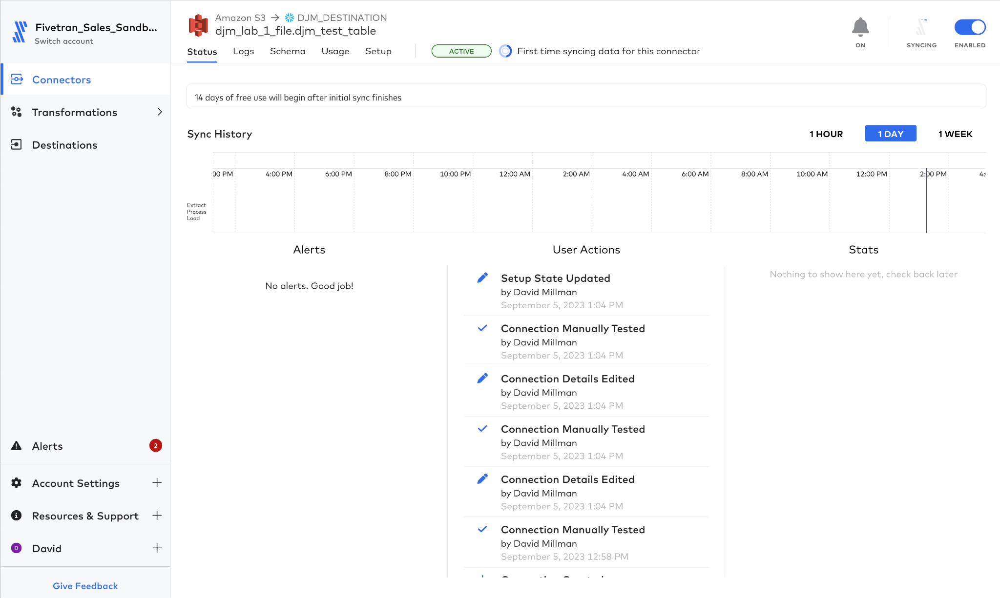 Fivetran_Sales_Sandb...
Switch account
Connectors
Transformations
Destinations
Alerts
2
Account Settings
Resources & Support
D
David
Give Feedback
Amazon S3 → DJM_DESTINATION
djm_lab_1_file.djm_test_table
ON
SYNCING
ENABLED
Status
Logs
Schema
Usage
Setup
ACTIVE
First time syncing data for this connector
14 days of free use will begin after initial sync finishes
Sync History
1 HOUR
1 DAY
1 WEEK
00 PM
4:00 PM
6:00 PM
8:00 PM
10:00 PM
12:00 AM
2:00 AM
4:00 AM
6:00 AM
8:00 AM
10:00 AM
12:00 PM
2:00 PM
Extract
Process
Load
Alerts
No alerts. Good job!
User Actions
Setup State Updated
by David Millman
September 5, 2023 1:04 PM
Connection Manually Tested
by David Millman
September 5, 2023 1:04 PM
Connection Details Edited
by David Millman
September 5, 2023 1:04 PM
Connection Manually Tested
by David Millman
September 5, 2023 1:04 PM
Connection Details Edited
by David Millman
September 5, 2023 1:04 PM
Connection Manually Tested
by David Millman
September 5, 2023 12:58 PM
Stats
Nothing to show here yet, check back later